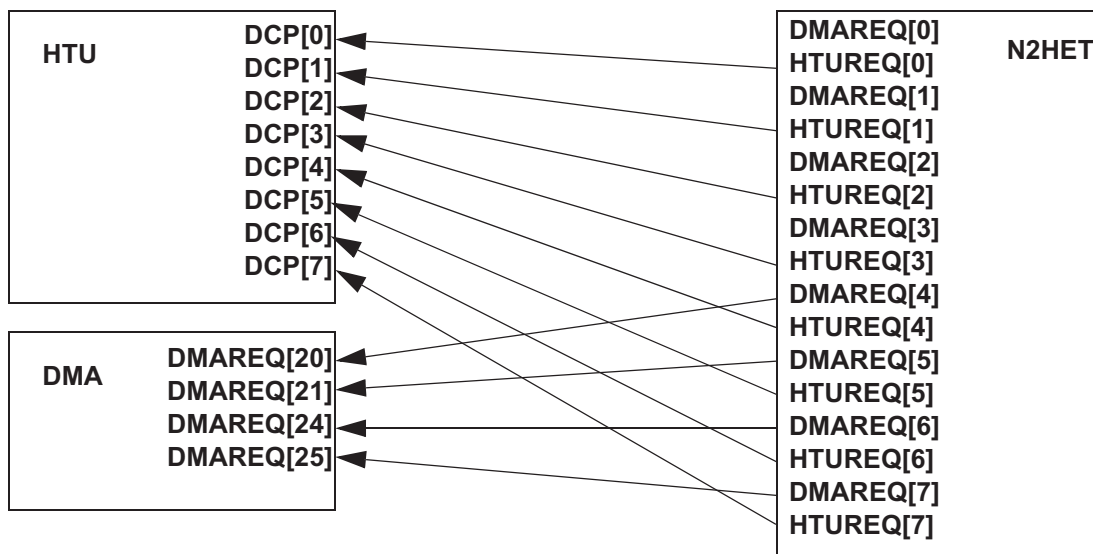 HTU
DCP[0]
DCP[1]
DCP[2]
DCP[3]
DCP[4]
DCP[5]
DCP[6]
DCP[7]
DMA
DMAREQ[20]
DMAREQ[21]
DMAREQ[24]
DMAREQ[25]
N2HET
DMAREQ[0]
HTUREQ[0]
DMAREQ[1]
HTUREQ[1]
DMAREQ[2]
HTUREQ[2]
DMAREQ[3]
HTUREQ[3]
DMAREQ[4]
HTUREQ[4]
DMAREQ[5]
HTUREQ[5]
DMAREQ[6]
HTUREQ[6]
DMAREQ[7]
HTUREQ[7]